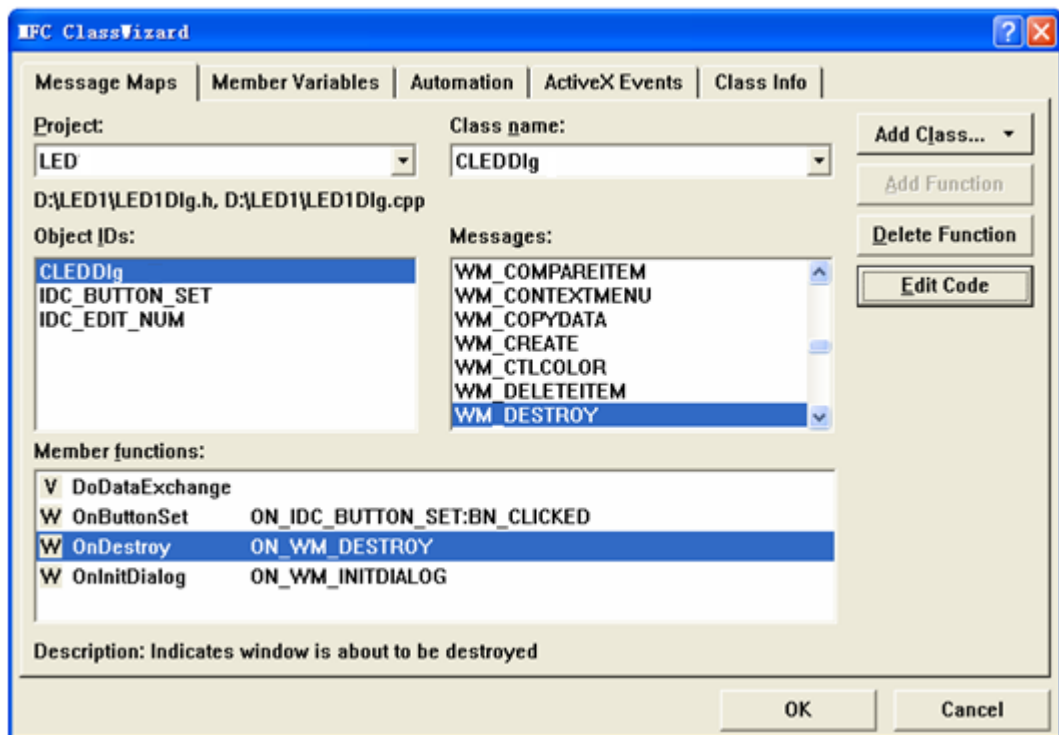 MFC ClassWizard
Message Maps Member Variables Automation ActiveX Events Class Info
Project: Class name:
LED CLEDDlg
Add Class...
D:\LED1\LED1Dlg.h, D:\LED1\LED1Dlg.cpp
Add Function
Object IDs: Messages:
Delete Function
CLEDDlg
IDC_BUTTON_SET
IDC_EDIT_NUM
WM_COMPAREITEM
WM_CONTEXTMENU
WM_COPYDATA
WM_CREATE
WM_CTLCOLOR
WM_DELETEITEM
WM_DESTROY
Edit Code
Member functions:
V DoDataExchange
W OnButtonSet ON_IDC_BUTTON_SET:BN_CLICKED
W OnDestroy ON_WM_DESTROY
W OnInitDialog ON_WM_INITDIALOG
Description: Indicates window is about to be destroyed
OK Cancel